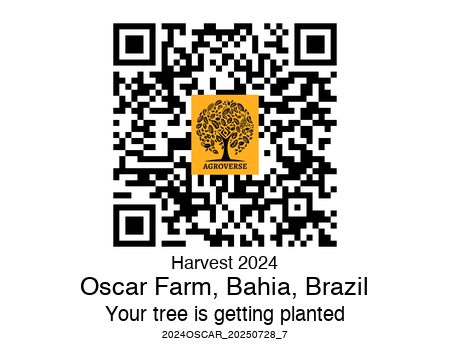 AGROVERSE
Harvest 2024
Oscar Farm, Bahia, Brazil
Your tree is getting planted
2024OSCAR_20250728_7